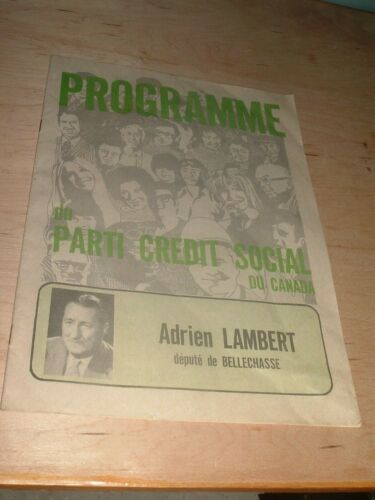 PROGRAMME
du
PARTI CREDIT SOCIAL
DU CANADA
Adrien LAMBERT
député de BELLECHASSE